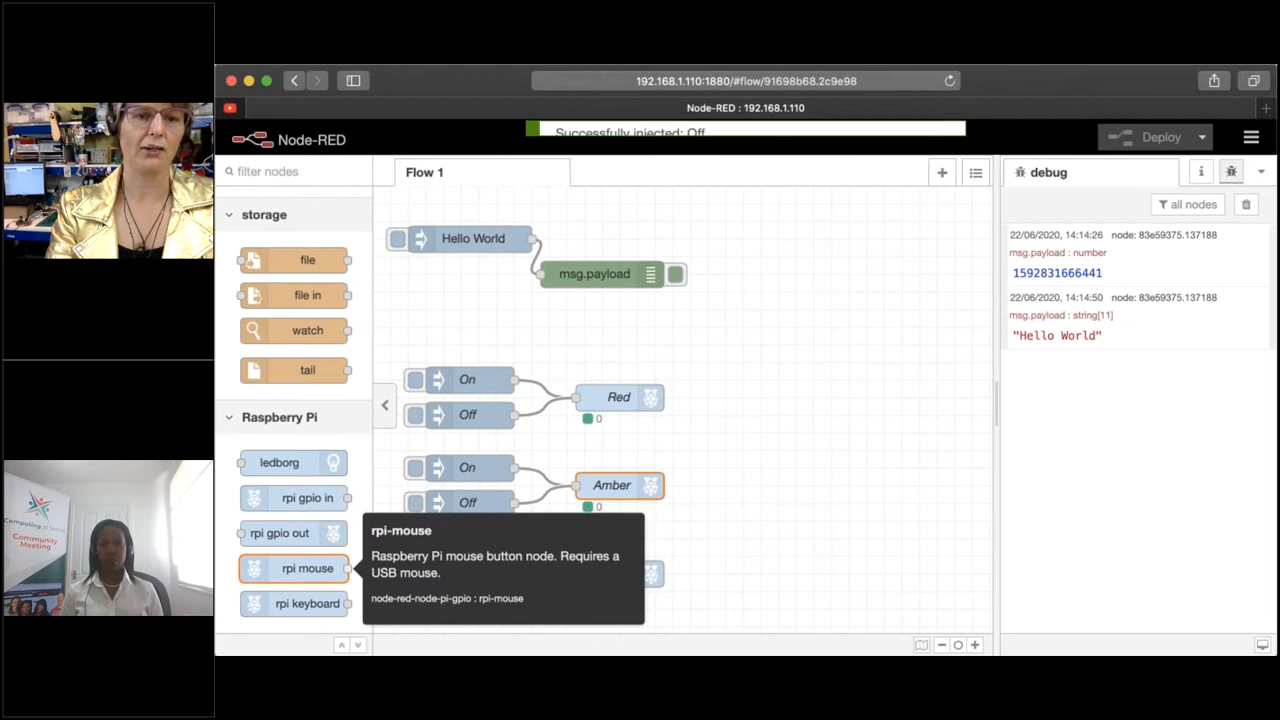 192.168.1.110:1880/#flow/91698b68.2c9e98
Node-RED : 192.168.1.110
Node-RED
Successfully injected: Off
Deploy
filter nodes
Flow 1
debug
i
storage
all nodes
file
file in
watch
tail
Hello World
msg.payload
22/06/2020, 14:14:26 node: 83e59375.137188
msg.payload : number
1592831666441
22/06/2020, 14:14:50 node: 83e59375.137188
msg.payload : string[11]
"Hello World"
On
Off
Red
0
Raspberry Pi
ledborg
rpi gpio in
rpi gpio out
rpi mouse
rpi keyboard
On
Off
Amber
0
rpi-mouse
Raspberry Pi mouse button node. Requires a
USB mouse.
node-red-node-pi-gpio : rpi-mouse
Community
Meeting